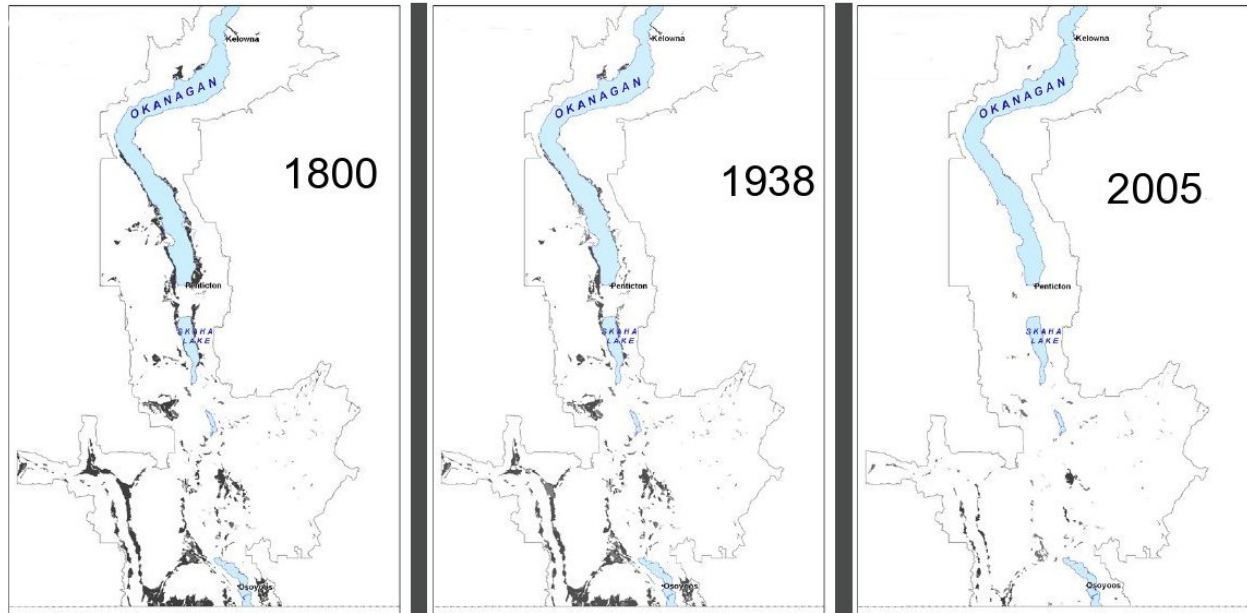 Kelowna
OKANAGAN
1800
Penticton
SKAHA
LAKE
Osoyoos
Kelowna
OKANAGAN
1938
Penticton
SKAHA
LAKE
Osoyoos
Kelowna
OKANAGAN
2005
Penticton
SKAHA
LAKE
Osoyoos